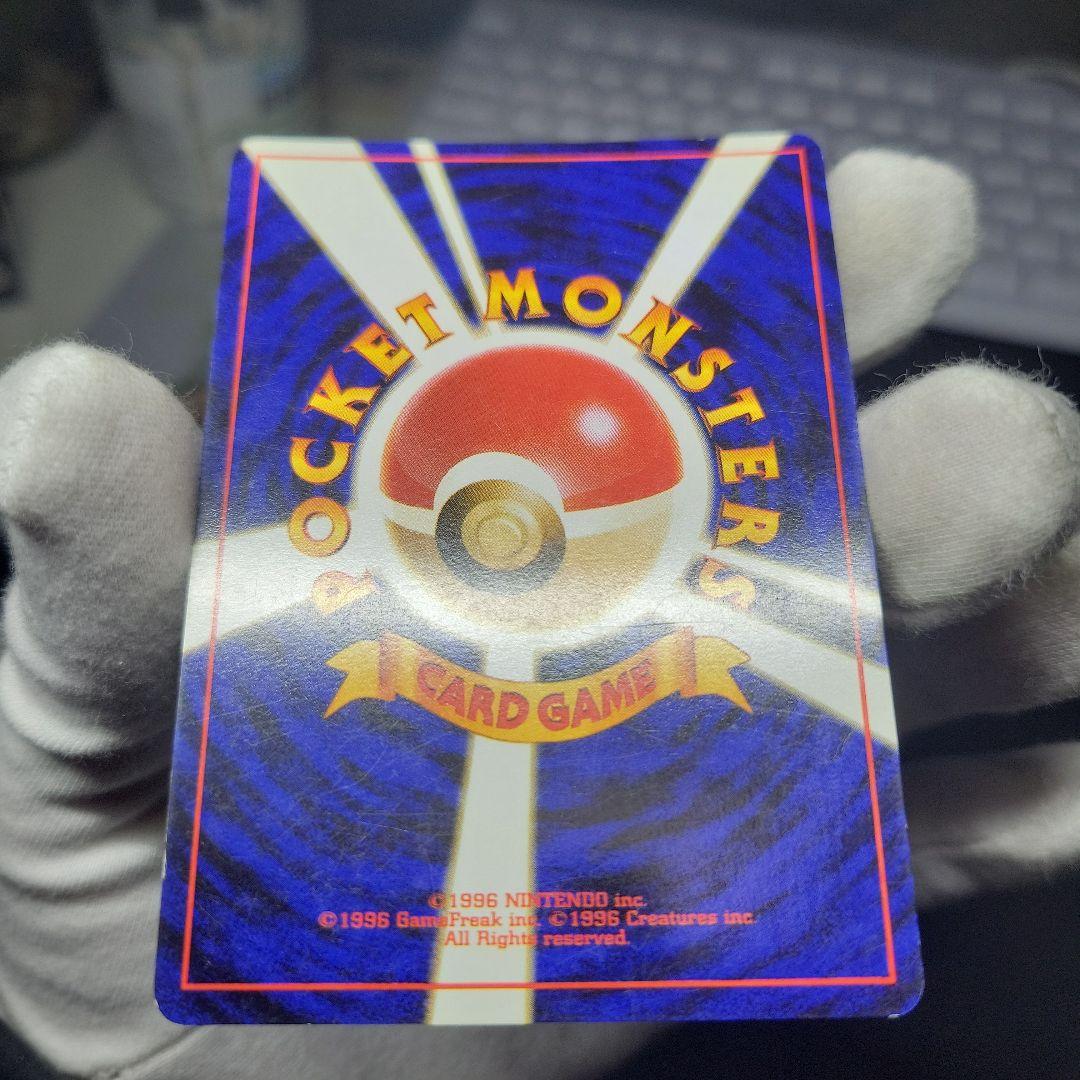 POCKET MONSTERS
CARD GAME
©1996 NINTENDO inc.
©1996 GameFreak inc. ©1996 Creatures inc.
All Rights reserved.